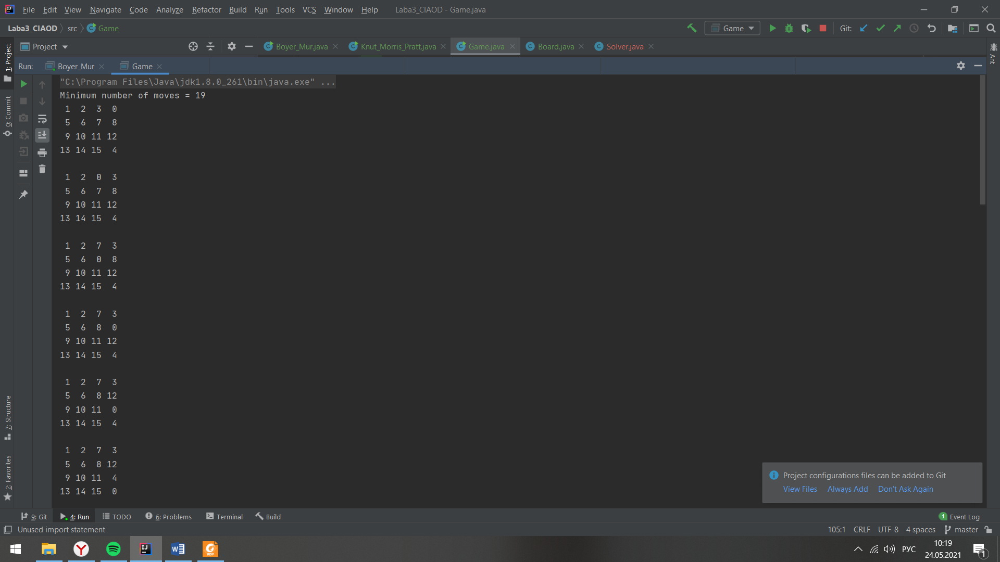 File Edit View Navigate Code Analyze Refactor Build Run Tools VCS Window Help Laba3_CIAOD - Game.java
Laba3_CIAOD src Game Game Git:
Project Boyer_Mur.java Knut_Morris_Pratt.java Game.java Board.java Solver.java
Run: Boyer_Mur Game
1: Project
0: Commit
7: Structure
2: Favorites
Ant
"C:\Program Files\Java\jdk1.8.0_261\bin\java.exe" ...
Minimum number of moves = 19
1 2 3 0
5 6 7 8
9 10 11 12
13 14 15 4
1 2 0 3
5 6 7 8
9 10 11 12
13 14 15 4
1 2 7 3
5 6 0 8
9 10 11 12
13 14 15 4
1 2 7 3
5 6 8 0
9 10 11 12
13 14 15 4
1 2 7 3
5 6 8 12
9 10 11 0
13 14 15 4
1 2 7 3
5 6 8 12
9 10 11 4
13 14 15 0
Project configurations files can be added to Git
View Files Always Add Don't Ask Again
9: Git 4: Run TODO 6: Problems Terminal Build 1 Event Log
Unused import statement 105:1 CRLF UTF-8 4 spaces master
РУС 10:19
24.05.2021
1